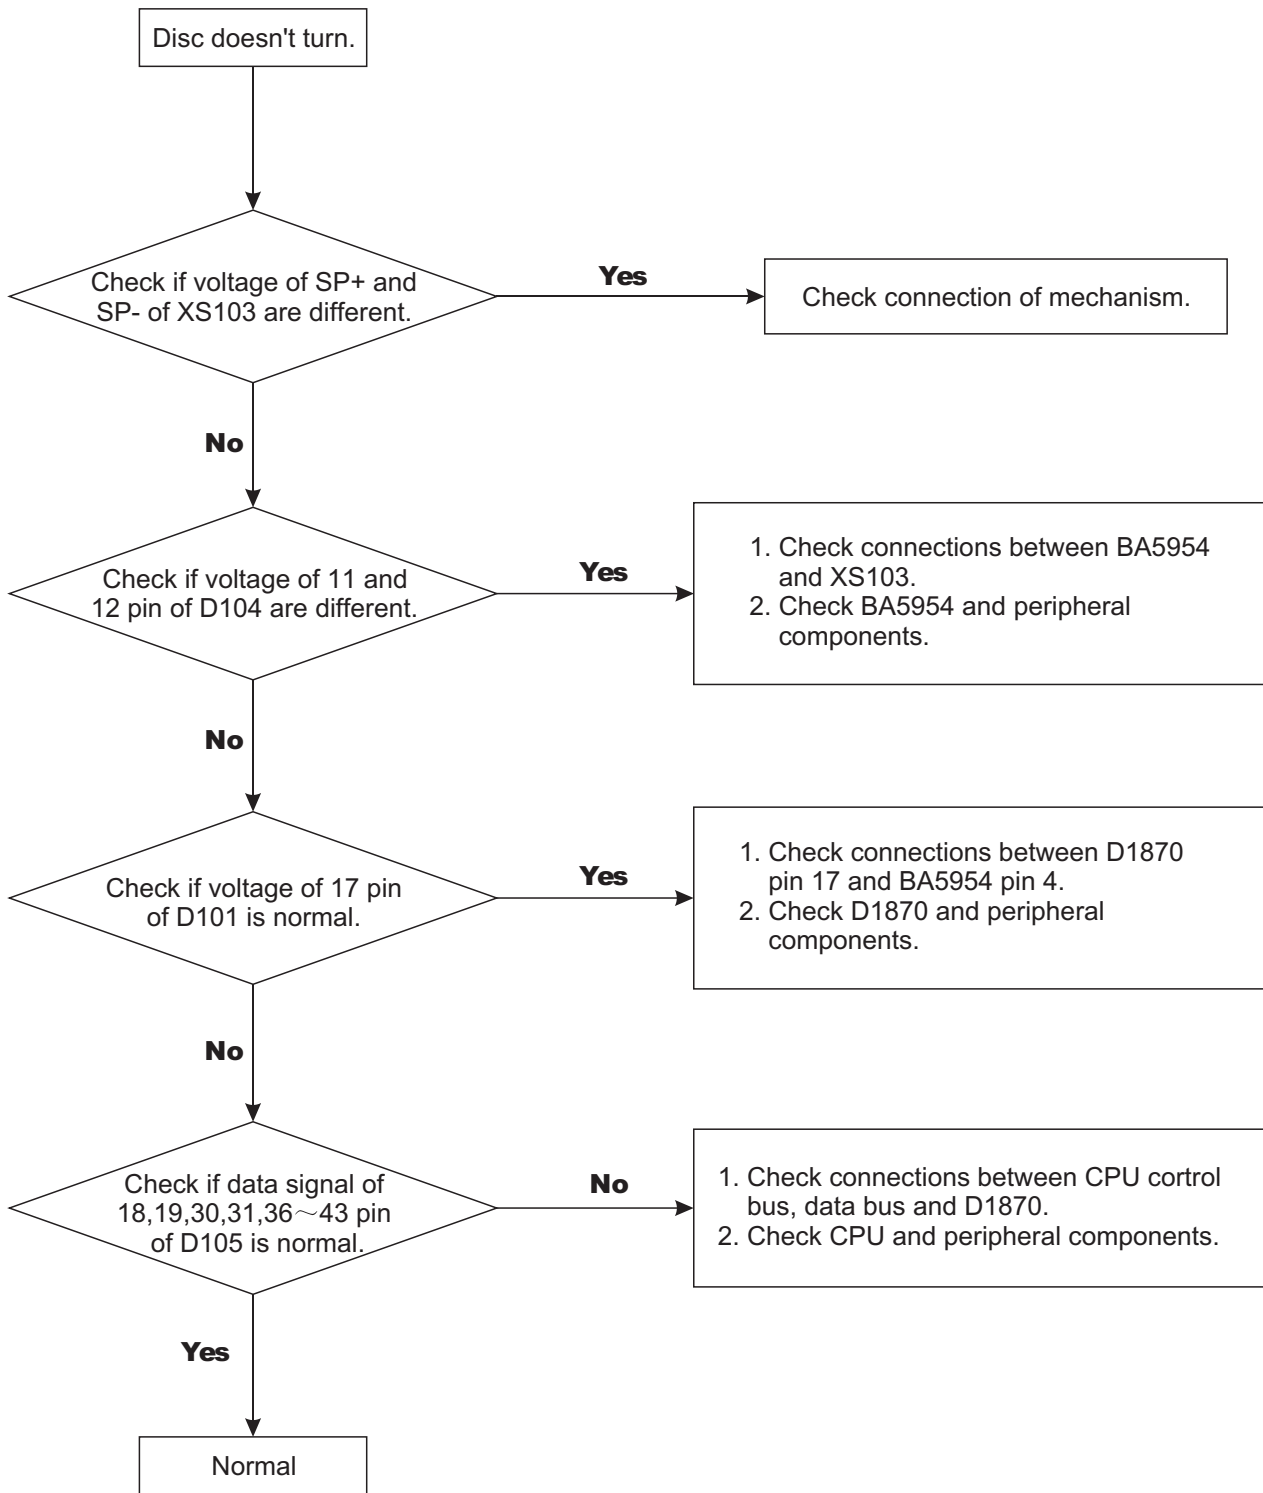 Disc doesn't turn.
Check if voltage of SP+ and
SP- of XS103 are different.
Yes
Check connection of mechanism.
No
Check if voltage of 11 and
12 pin of D104 are different.
Yes
1. Check connections between BA5954
and XS103.
2. Check BA5954 and peripheral
components.
No
Check if voltage of 17 pin
of D101 is normal.
Yes
1. Check connections between D1870
pin 17 and BA5954 pin 4.
2. Check D1870 and peripheral
components.
No
Check if data signal of
18,19,30,31,36～43 pin
of D105 is normal.
No
1. Check connections between CPU cortrol
bus, data bus and D1870.
2. Check CPU and peripheral components.
Yes
Normal